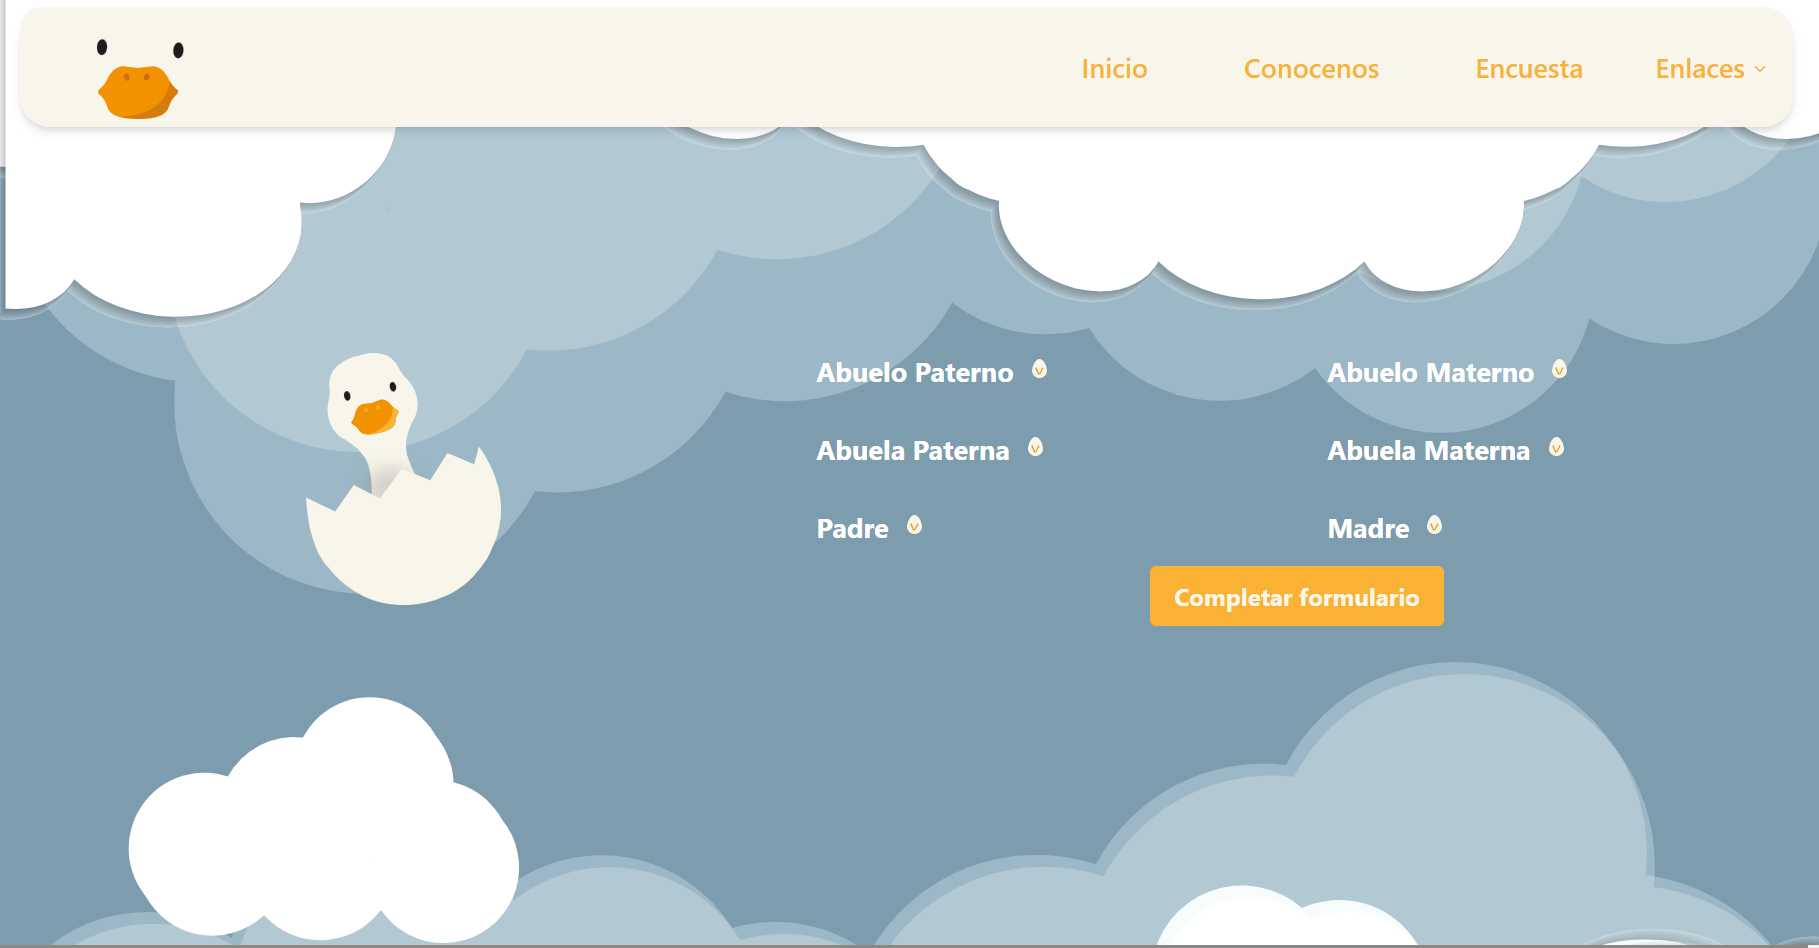 Inicio
Conocenos
Encuesta
Enlaces
Abuelo Paterno
Abuelo Materno
Abuela Paterna
Abuela Materna
Padre
Madre
Completar formulario